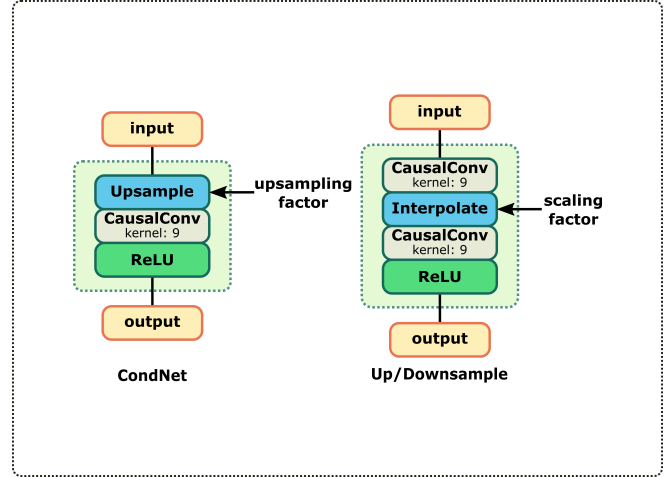 input
Upsample
upsampling
factor
CausalConv
kernel: 9
ReLU
output
CondNet
input
CausalConv
kernel: 9
Interpolate
scaling
factor
CausalConv
kernel: 9
ReLU
output
Up/Downsample